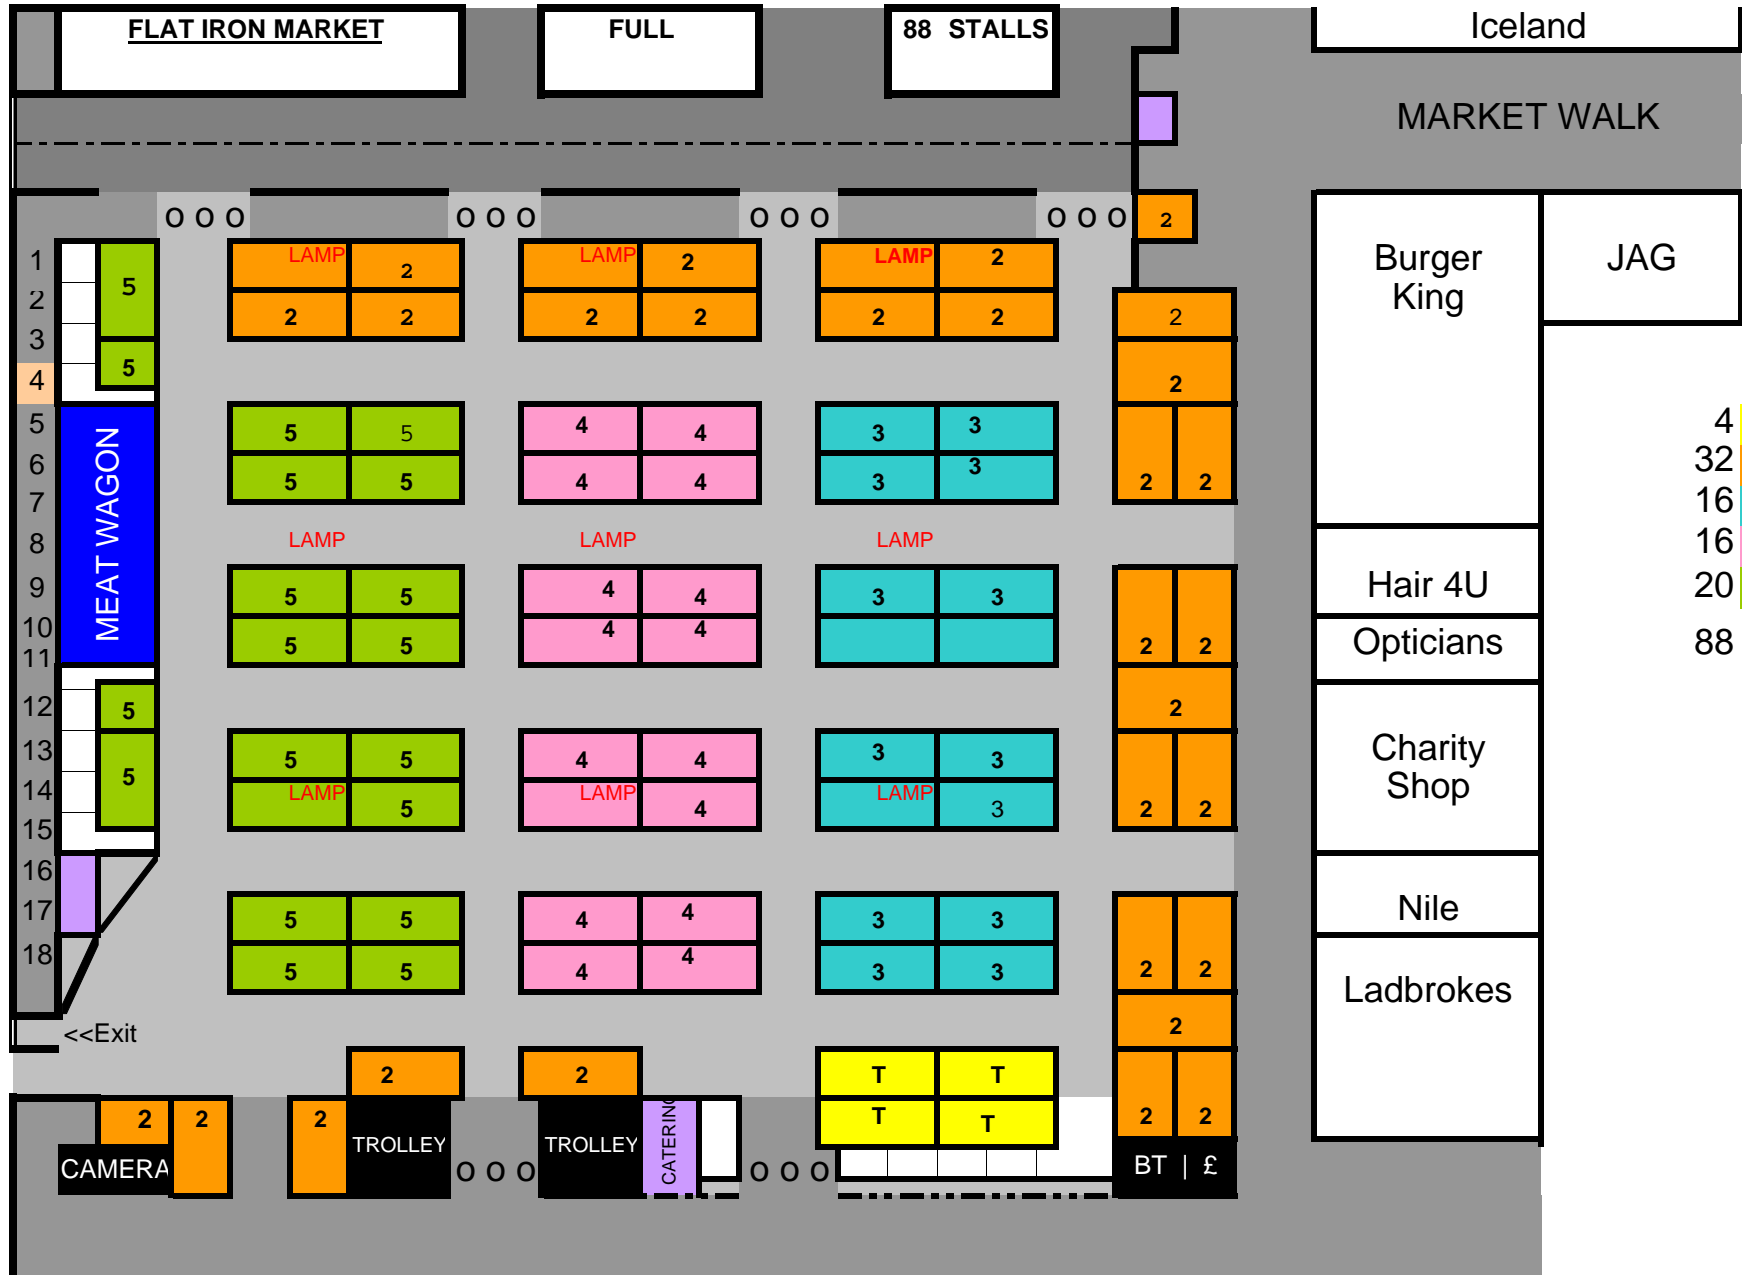 FLAT IRON MARKET FULL 88 STALLS Iceland
MARKET WALK
O O O O O O O O O O O O 2
1 5 LAMP 2 LAMP 2 LAMP 2 Burger King JAG
2 2 2 2 2 2 2 2
3 5
4 2
5 MEAT WAGON 5 5 4 4 3 3 4
6 5 5 4 4 3 3 2 2 32
7 16
8 LAMP LAMP LAMP 16
9 5 5 4 4 3 3 Hair 4U 20
10 5 5 4 4 2 2 Opticians 88
11
12 5 2
13 5 5 5 4 4 3 3 Charity Shop
14 LAMP 5 LAMP 4 LAMP 3 2 2
15
16
17 5 5 4 4 3 3 Nile
18 5 5 4 4 3 3 2 2 Ladbrokes
<<Exit 2
2 2 T T
2 2 2 T T 2 2
CAMERA TROLLEY O O O TROLLEY CATERING O O O BT | £